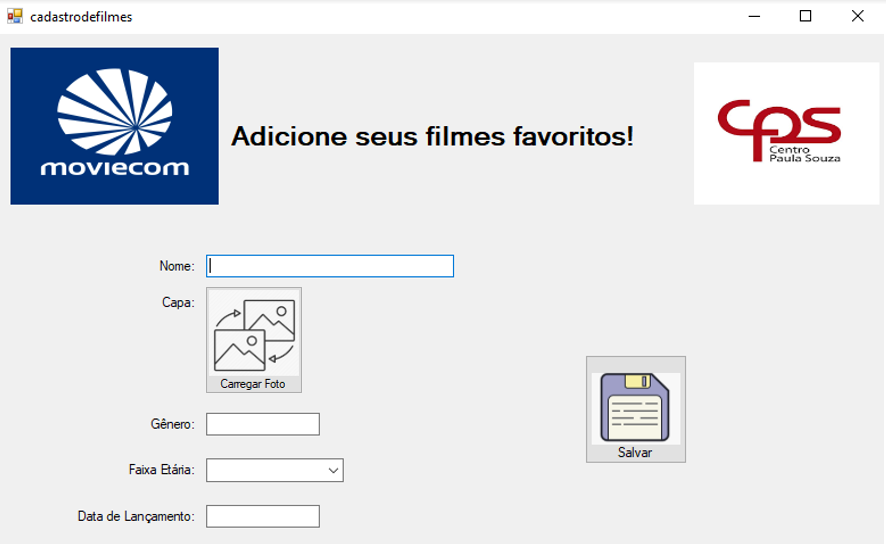 cadastrodefilmes
moviecom
Adicione seus filmes favoritos!
cps
Centro
Paula Souza
Nome:
Capa:
Carregar Foto
Gênero:
Faixa Etária:
Salvar
Data de Lançamento: